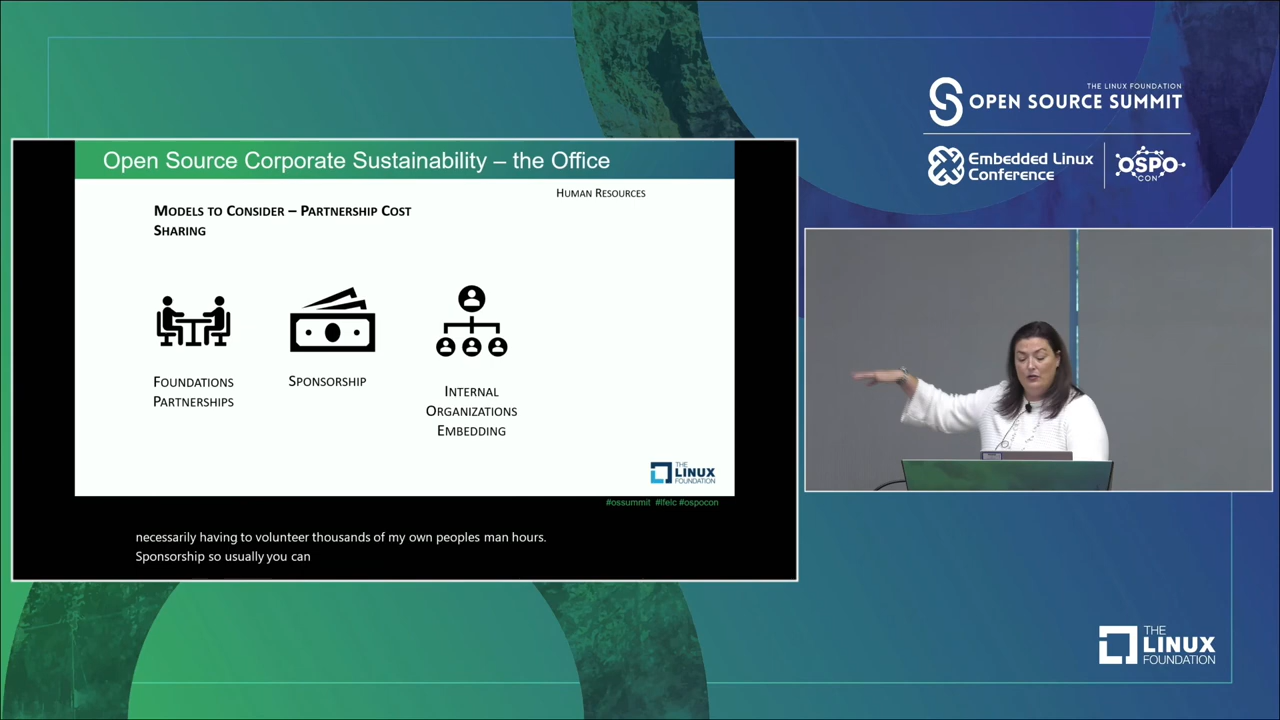 THE LINUX FOUNDATION
OPEN SOURCE SUMMIT
Embedded Linux
Conference
OSPO
CON
Open Source Corporate Sustainability – the Office
HUMAN RESOURCES
MODELS TO CONSIDER – PARTNERSHIP COST
SHARING
FOUNDATIONS
PARTNERSHIPS
SPONSORSHIP
INTERNAL
ORGANIZATIONS
EMBEDDING
THE
LINUX
FOUNDATION
#ossummit #lfelc #ospocon
necessarily having to volunteer thousands of my own peoples man hours.
Sponsorship so usually you can
THE
LINUX
FOUNDATION